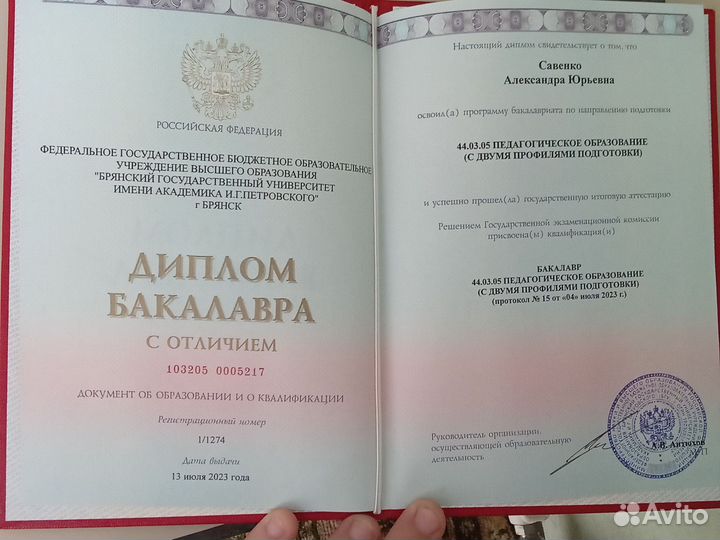 РОССИЙСКАЯ ФЕДЕРАЦИЯ
ФЕДЕРАЛЬНОЕ ГОСУДАРСТВЕННОЕ БЮДЖЕТНОЕ ОБРАЗОВАТЕЛЬНОЕ
УЧРЕЖДЕНИЕ ВЫСШЕГО ОБРАЗОВАНИЯ
"БРЯНСКИЙ ГОСУДАРСТВЕННЫЙ УНИВЕРСИТЕТ
ИМЕНИ АКАДЕМИКА И.Г.ПЕТРОВСКОГО"
г БРЯНСК
ДИПЛОМ
БАКАЛАВРА
С ОТЛИЧИЕМ
103205 0005217
ДОКУМЕНТ ОБ ОБРАЗОВАНИИ И О КВАЛИФИКАЦИИ
Регистрационный номер
1/1274
Дата выдачи
13 июля 2023 года
Настоящий диплом свидетельствует о том, что
Савенко
Александра Юрьевна
освоил(а) программу бакалавриата по направлению подготовки
44.03.05 ПЕДАГОГИЧЕСКОЕ ОБРАЗОВАНИЕ
(С ДВУМЯ ПРОФИЛЯМИ ПОДГОТОВКИ)
и успешно прошел(ла) государственную итоговую аттестацию
Решением Государственной экзаменационной комиссии
присвоена(ы) квалификация(и)
БАКАЛАВР
44.03.05 ПЕДАГОГИЧЕСКОЕ ОБРАЗОВАНИЕ
(С ДВУМЯ ПРОФИЛЯМИ ПОДГОТОВКИ)
(протокол № 15 от «04» июля 2023 г.)
Руководитель организации,
осуществляющей образовательную
деятельность
А.В. Антюхов
М.П.
Avito